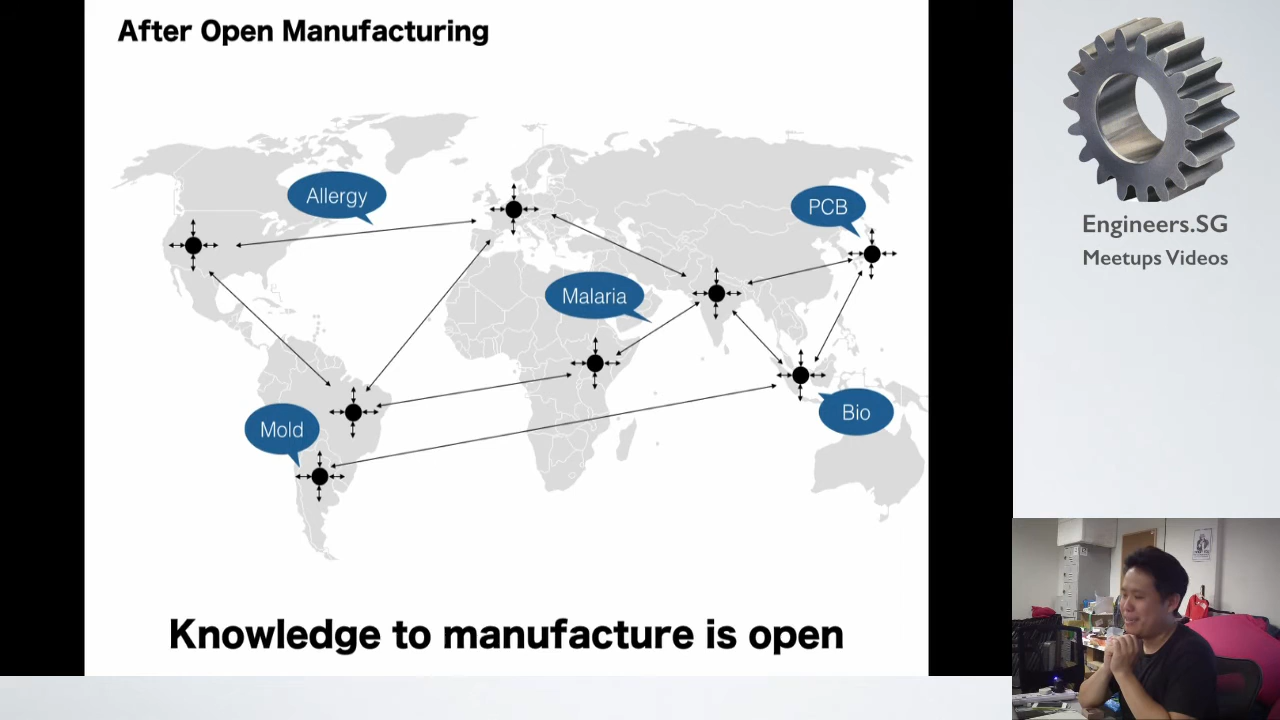 After Open Manufacturing
Allergy
PCB
Malaria
Bio
Mold
Knowledge to manufacture is open
Engineers.SG
Meetups Videos